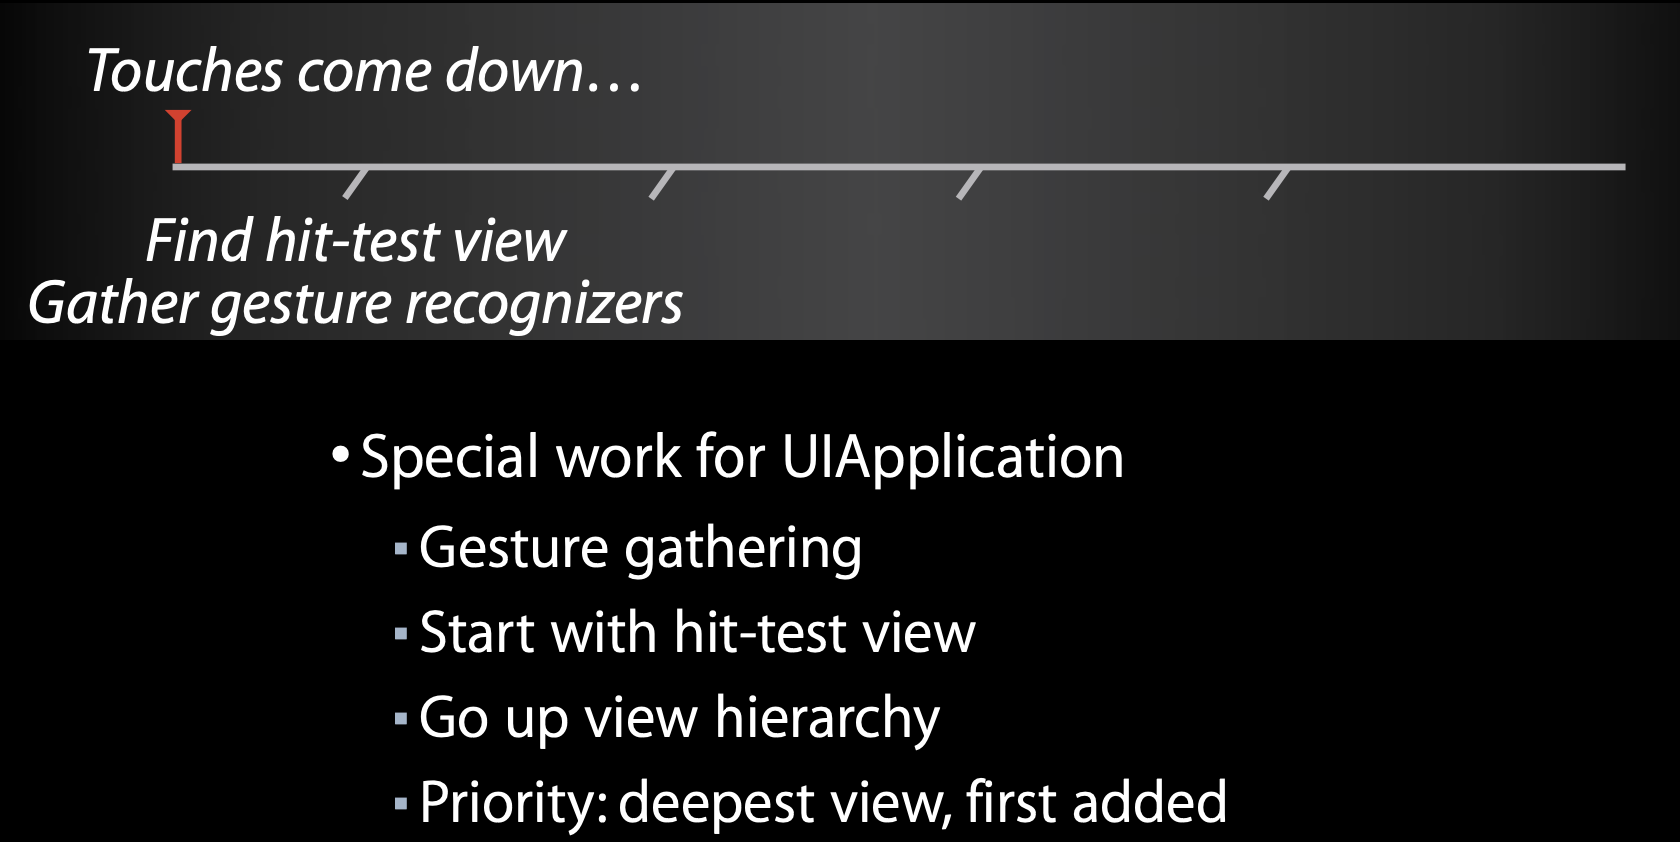 Touches come down…
Find hit-test view
Gather gesture recognizers
• Special work for UIApplication
▪ Gesture gathering
▪ Start with hit-test view
▪ Go up view hierarchy
▪ Priority: deepest view, first added